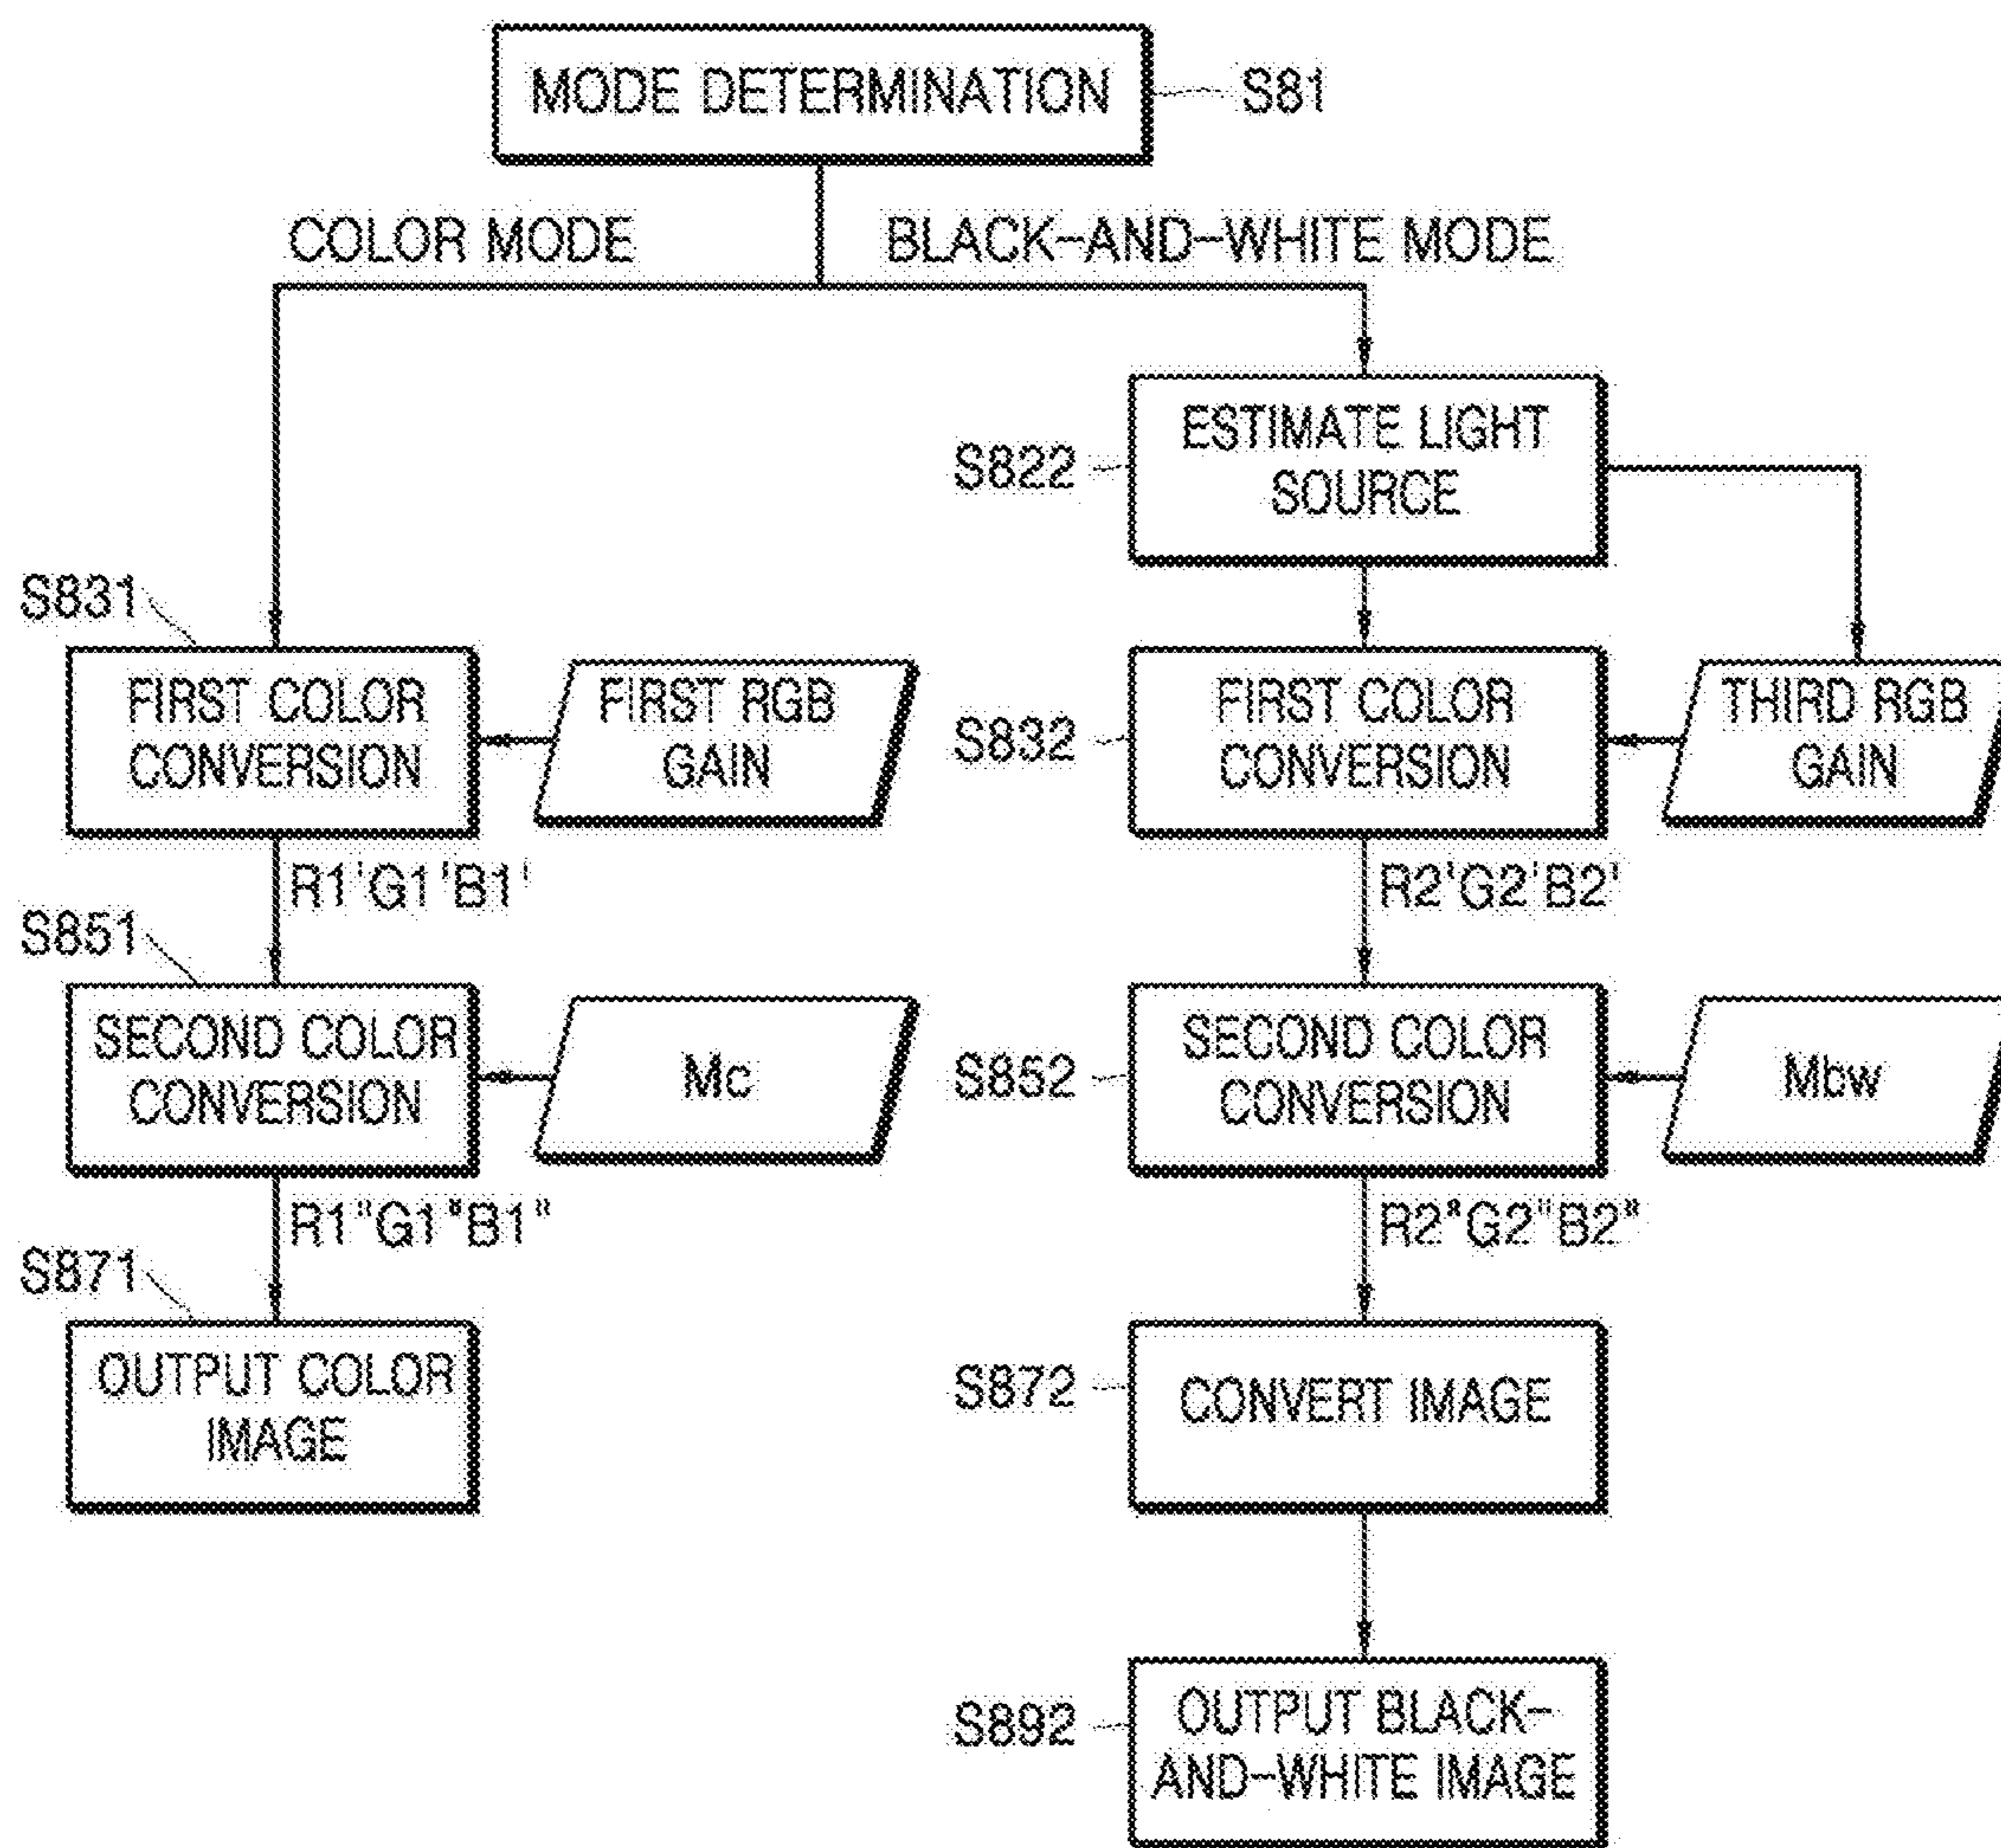 MODE DETERMINATION
S81
COLOR MODE
BLACK-AND-WHITE MODE
S822
ESTIMATE LIGHT
SOURCE
S831
FIRST COLOR
CONVERSION
FIRST RGB
GAIN
S832
FIRST COLOR
CONVERSION
THIRD RGB
GAIN
R1'G1'B1'
R2'G2'B2'
S851
SECOND COLOR
CONVERSION
Mc
S852
SECOND COLOR
CONVERSION
Mbw
R1"G1"B1"
R2"G2"B2"
S871
OUTPUT COLOR
IMAGE
S872
CONVERT IMAGE
S892
OUTPUT BLACK-
AND-WHITE IMAGE